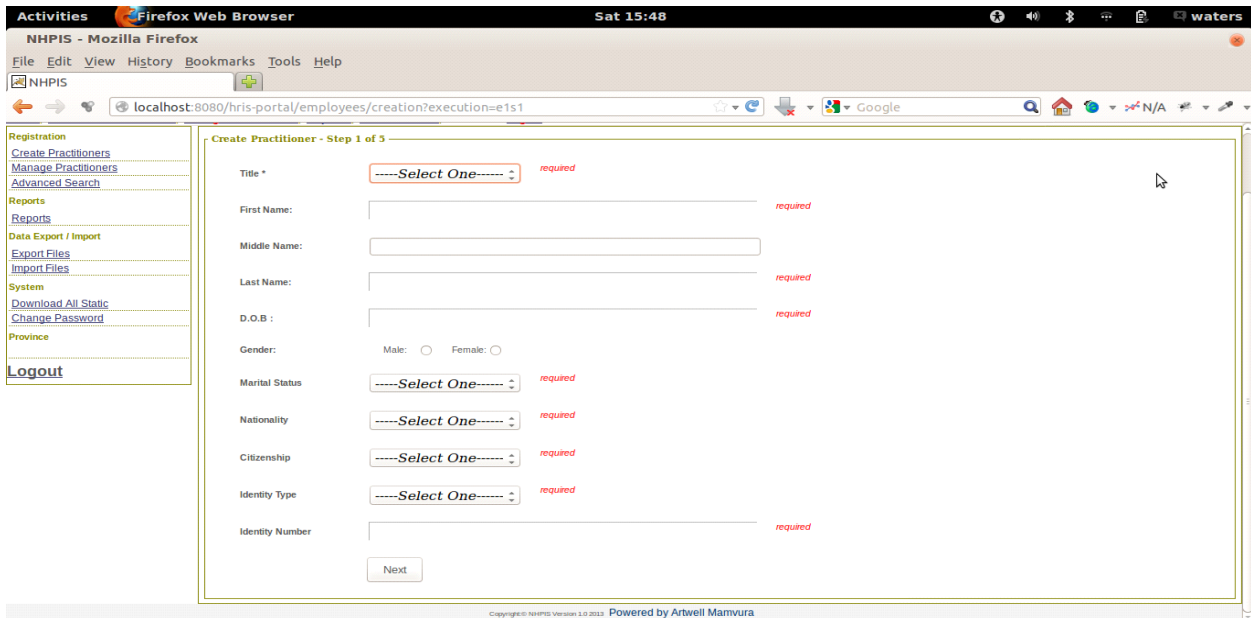 Activities Firefox Web Browser Sat 15:48 waters
NHPIS - Mozilla Firefox
File Edit View History Bookmarks Tools Help
NHPIS
localhost:8080/hris-portal/employees/creation?execution=e1s1 Google N/A
Registration
Create Practitioners
Manage Practitioners
Advanced Search
Reports
Reports
Data Export / Import
Export Files
Import Files
System
Download All Static
Change Password
Province
Logout
Create Practitioner - Step 1 of 5
Title * -----Select One------ required
First Name: required
Middle Name:
Last Name: required
D.O.B : required
Gender: Male: Female:
Marital Status -----Select One------ required
Nationality -----Select One------ required
Citizenship -----Select One------ required
Identity Type -----Select One------ required
Identity Number required
Next
Copyright© NHPIS Version 1.0 2013 Powered by Artwell Mamvura